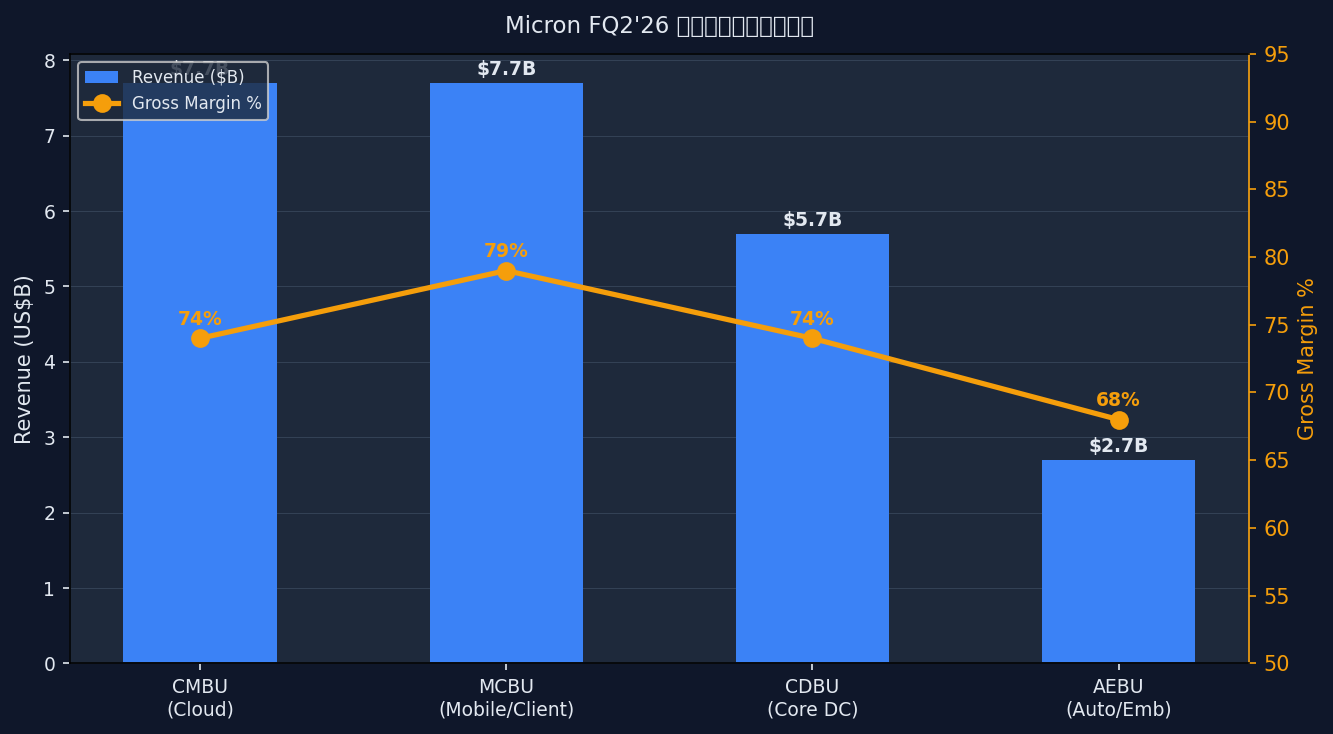 Micron FQ2'26
$7.7B
Revenue ($B)
Gross Margin %
$7.7B
$5.7B
$2.7B
74%
79%
74%
68%
8
7
6
5
4
3
2
1
0
Revenue (US$B)
95
90
85
80
75
70
65
60
55
50
Gross Margin %
CMBU
(Cloud)
MCBU
(Mobile/Client)
CDBU
(Core DC)
AEBU
(Auto/Emb)